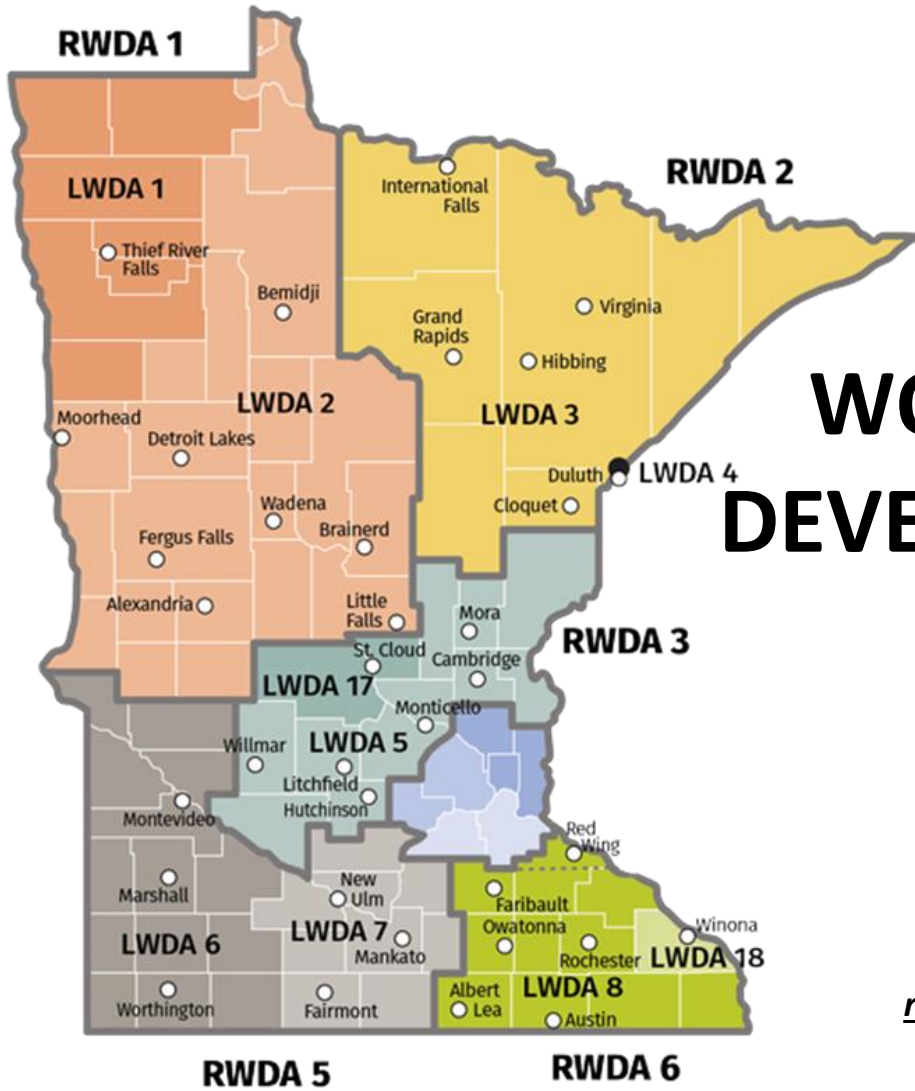 RWDA 1
RWDA 2
LWDA 1
International
Falls
Thief River
Falls
Bemidji
Virginia
Grand
Rapids
Hibbing
LWDA 2
LWDA 3
WO
Moorhead
Detroit Lakes
Duluth
LWDA 4
Wadena
Cloquet
DEVE
Brainerd
Fergus Falls
Alexandria
Little
Falls
Mora
RWDA 3
St. Cloud
Cambridge
LWDA 17
Monticello
Willmar
LWDA 5
Litchfield
Hutchinson
Montevideo
Red
Wing
Marshall
New
Ulm
Faribault
LWDA 6
LWDA 7
Owatonna
Winona
Mankato
Rochester
LWDA 18
Worthington
Fairmont
Albert
Lea
LWDA 8
Austin
r
RWDA 5
RWDA 6